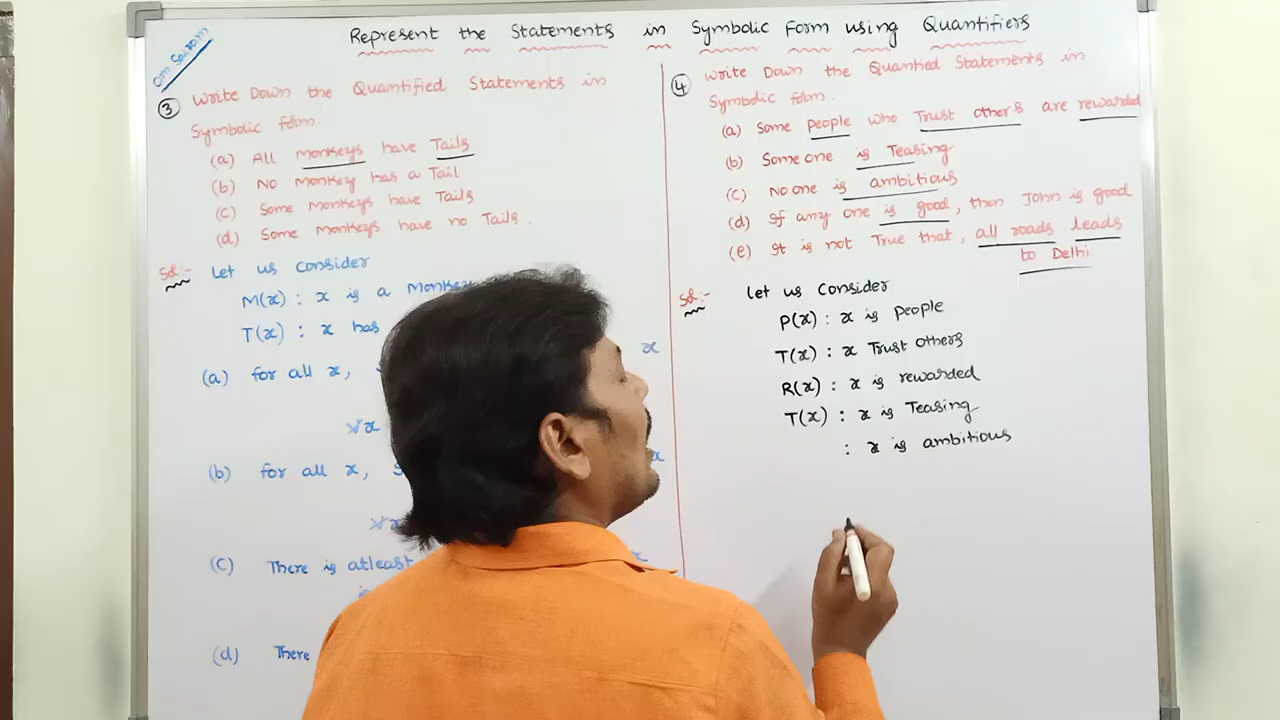 Represent the Statements in Symbolic Form using Quantifiers
Om Sairam
③ Write Down the Quantified Statements in
Symbolic form.
(a) All monkeys have Tails
(b) No Monkey has a Tail
(c) Some Monkeys have Tails
(d) Some Monkeys have no Tails.
Sol:- Let us consider
M(x) : x is a monkey
T(x) : x has
(a) for all x, x
∀x
(b) for all x, x
∀x
(c) There is atleast x
(d) There
④ Write Down the Quantied Statements in
Symbolic form.
(a) Some people who Trust others are rewarded
(b) Some one is Teasing
(c) No one is ambitious
(d) If any one is good, then John is good
(e) It is not True that, all roads leads
to Delhi
Sol:- Let us Consider
P(x) : x is people
T(x) : x Trust others
R(x) : x is rewarded
T(x) : x is Teasing
: x is ambitious